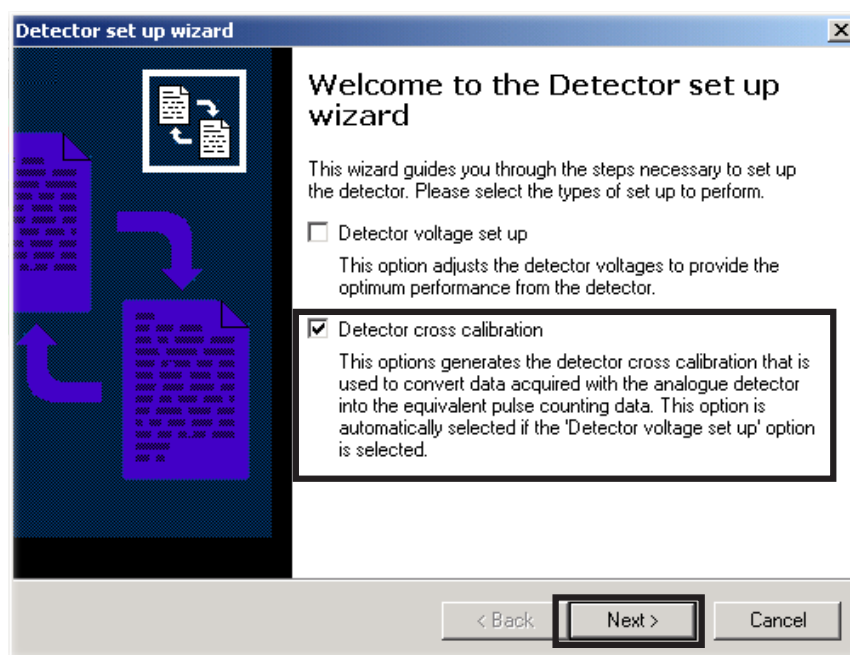 Detector set up wizard
Welcome to the Detector set up
wizard
This wizard guides you through the steps necessary to set up
the detector. Please select the types of set up to perform.
Detector voltage set up
This option adjusts the detector voltages to provide the
optimum performance from the detector.
Detector cross calibration
This options generates the detector cross calibration that is
used to convert data acquired with the analogue detector
into the equivalent pulse counting data. This option is
automatically selected if the 'Detector voltage set up' option
is selected.
< Back Next > Cancel